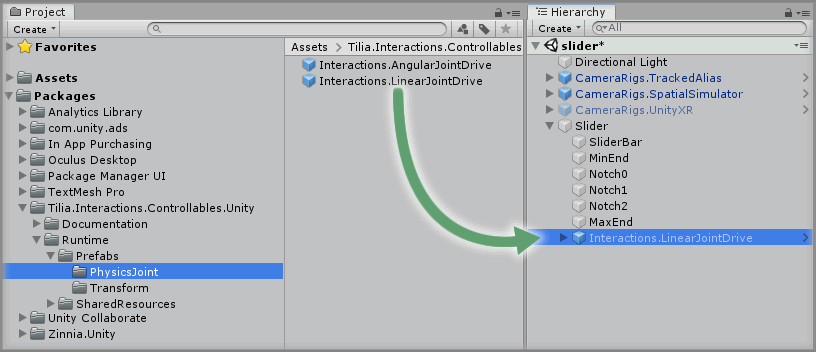 Project
Create
Favorites
Assets
Packages
Analytics Library
com.unity.ads
In App Purchasing
Oculus Desktop
Package Manager UI
TextMesh Pro
Tilia.Interactions.Controllables.Unity
Documentation
Runtime
Prefabs
PhysicsJoint
Transform
SharedResources
Unity Collaborate
Zinnia.Unity
Assets > Tilia.Interactions.Controllables
Interactions.AngularJointDrive
Interactions.LinearJointDrive
Hierarchy
Create All
slider*
Directional Light
CameraRigs.TrackedAlias
CameraRigs.SpatialSimulator
CameraRigs.UnityXR
Slider
SliderBar
MinEnd
Notch0
Notch1
Notch2
MaxEnd
Interactions.LinearJointDrive